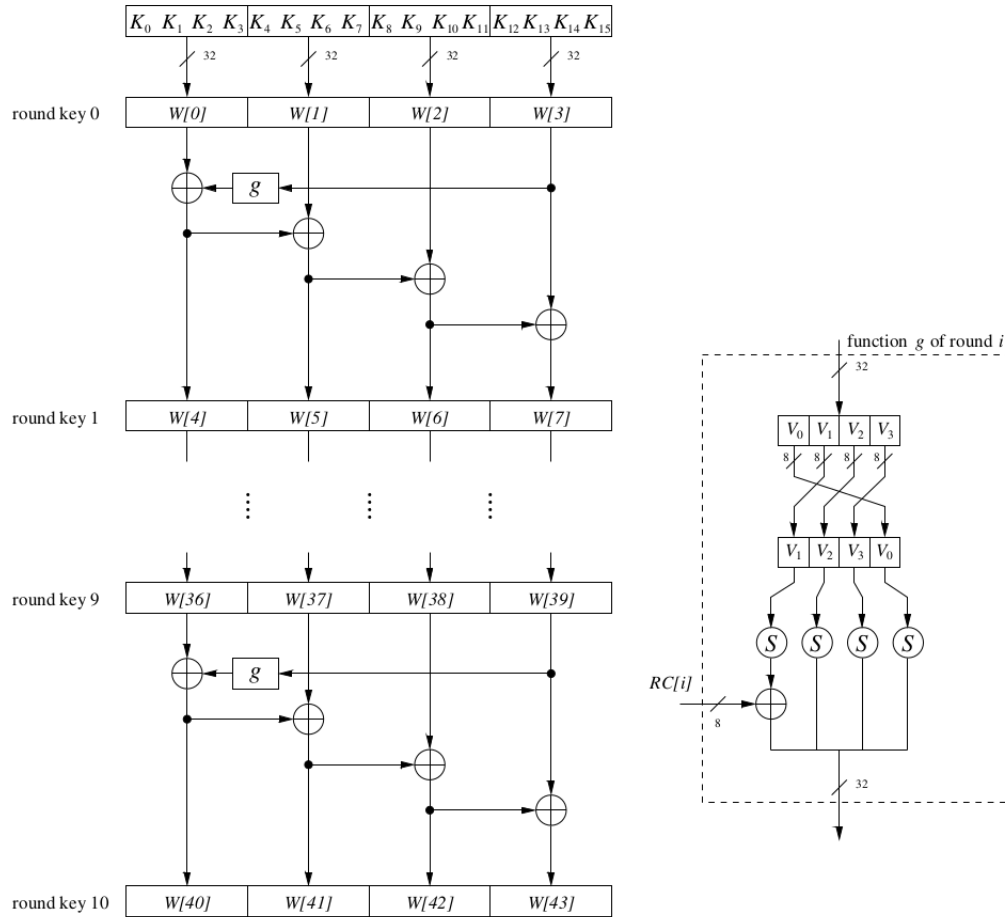 K0 K1 K2 K3 K4 K5 K6 K7 K8 K9 K10 K11 K12 K13 K14 K15
32 32 32 32
round key 0 W[0] W[1] W[2] W[3]
g
function g of round i
32
round key 1 W[4] W[5] W[6] W[7]
V0 V1 V2 V3
8 8 8 8
V1 V2 V3 V0
round key 9 W[36] W[37] W[38] W[39]
S S S S
g
RC[i]
8
32
round key 10 W[40] W[41] W[42] W[43]